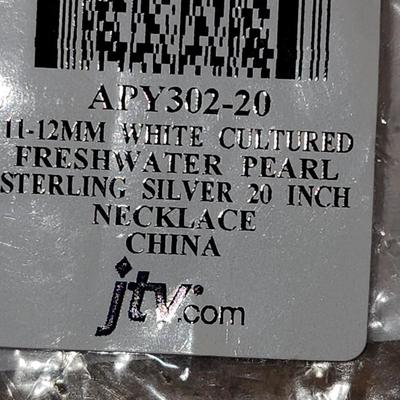 APY302-20
11-12MM WHITE CULTURED
FRESHWATER PEARL
STERLING SILVER 20 INCH
NECKLACE
CHINA
jtv.com